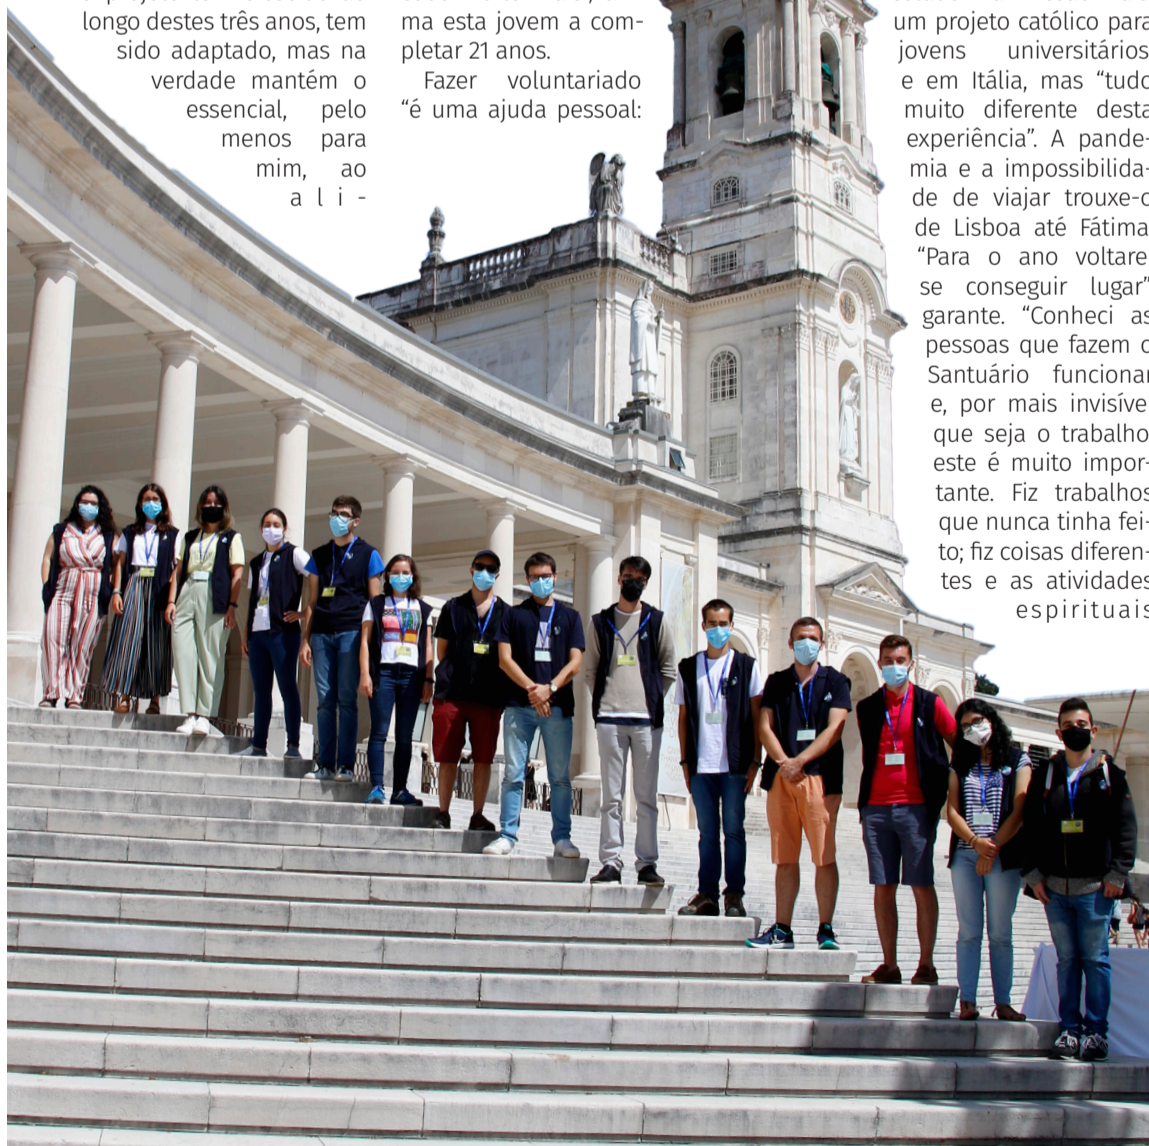 longo destes três anos, tem
sido adaptado, mas na
verdade mantém o
essencial, pelo
menos para
mim, ao
ali-
ma esta jovem a com-
pletar 21 anos.
Fazer voluntariado
“é uma ajuda pessoal:
um projeto católico para
jovens universitários
e em Itália, mas “tudo
muito diferente desta
experiência”. A pande-
mia e a impossibilida-
de de viajar trouxe-o
de Lisboa até Fátima
“Para o ano
se conseguir lugar”
garante. “Conheci as
pessoas que fazem o
Santuário funcionar
e, por mais
que seja o trabalho
este é muito impor-
tante. Fiz trabalhos
que nunca tinha fei-
to; fiz coisas diferen-
tes e as atividades
espirituais